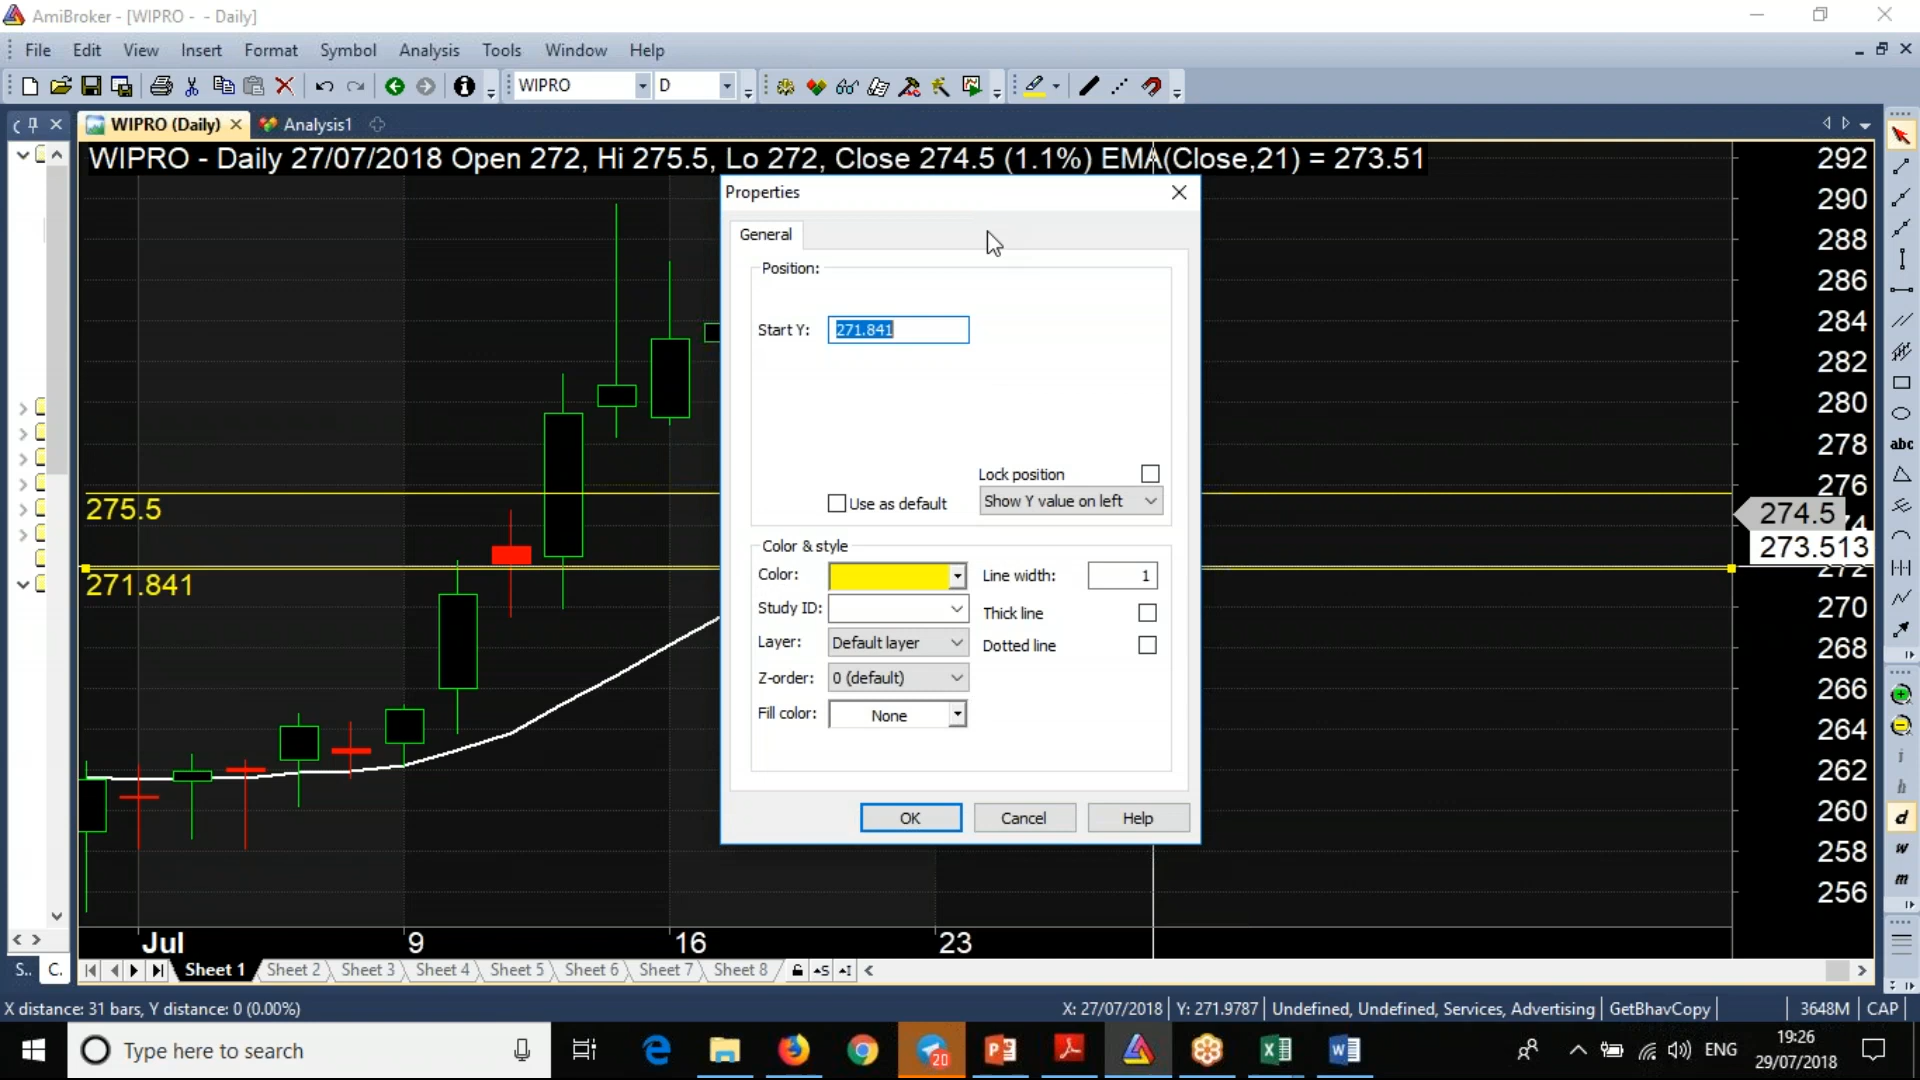 AmiBroker - [WIPRO - - Daily]
File Edit View Insert Format Symbol Analysis Tools Window Help
WIPRO D
WIPRO (Daily) Analysis1
WIPRO - Daily 27/07/2018 Open 272, Hi 275.5, Lo 272, Close 274.5 (1.1%) EMA(Close,21) = 273.51
Properties
General
Position:
Start Y: 271.841
Lock position
Use as default Show Y value on left
Color & style
Color: Line width: 1
Study ID: Thick line
Layer: Default layer Dotted line
Z-order: 0 (default)
Fill color: None
OK Cancel Help
275.5
271.841
292
290
288
286
284
282
280
278
276
274.5
273.513
272
270
268
266
264
262
260
258
256
abc
i
h
d
w
m
Jul 9 16 23
S.. C. Sheet 1 Sheet 2 Sheet 3 Sheet 4 Sheet 5 Sheet 6 Sheet 7 Sheet 8
X distance: 31 bars, Y distance: 0 (0.00%) X: 27/07/2018 Y: 271.9787 Undefined, Undefined, Services, Advertising GetBhavCopy 3648M CAP
Type here to search
20
ENG
19:26
29/07/2018